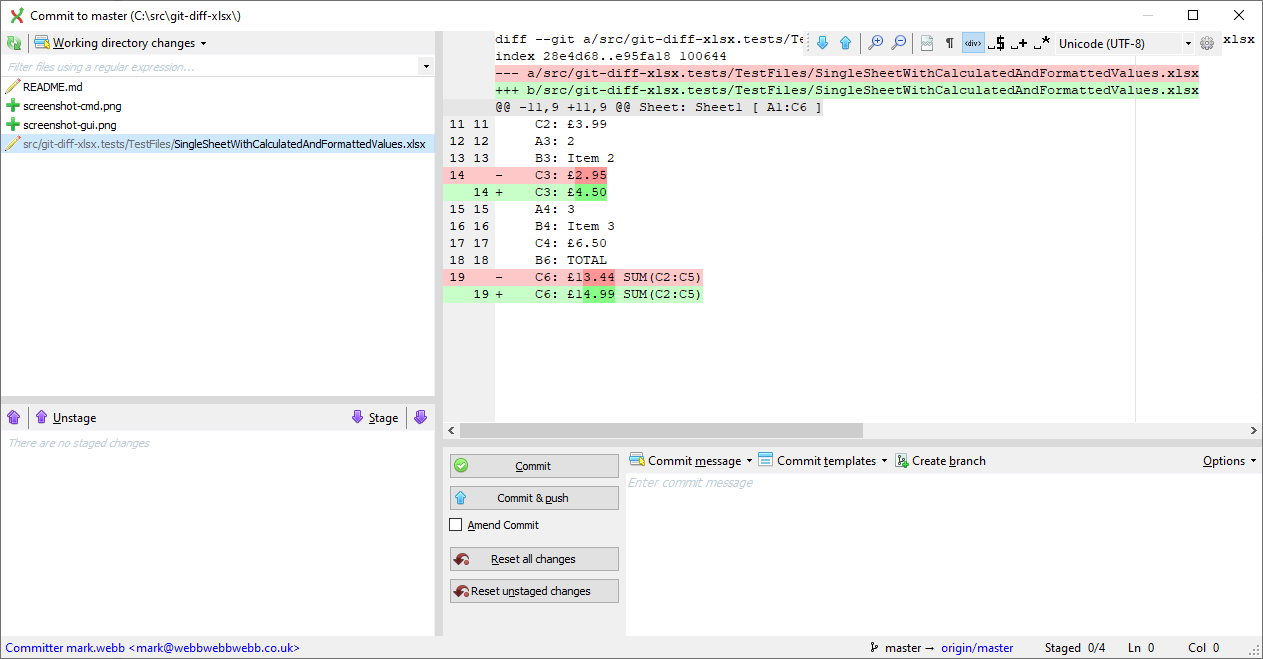 Commit to master (C:\src\git-diff-xlsx\)
Working directory changes
Filter files using a regular expression...
README.md
screenshot-cmd.png
screenshot-gui.png
src/git-diff-xlsx.tests/TestFiles/SingleSheetWithCalculatedAndFormattedValues.xlsx
Unstage
Stage
There are no staged changes
diff --git a/src/git-diff-xlsx.tests/Te
¶ <div> $ + * Unicode (UTF-8)
xlsx
index 28e4d68..e95fa18 100644
--- a/src/git-diff-xlsx.tests/TestFiles/SingleSheetWithCalculatedAndFormattedValues.xlsx
+++ b/src/git-diff-xlsx.tests/TestFiles/SingleSheetWithCalculatedAndFormattedValues.xlsx
@@ -11,9 +11,9 @@ Sheet: Sheet1 [ A1:C6 ]
11 11 C2: £3.99
12 12 A3: 2
13 13 B3: Item 2
14 - C3: £2.95
14 + C3: £4.50
15 15 A4: 3
16 16 B4: Item 3
17 17 C4: £6.50
18 18 B6: TOTAL
19 - C6: £13.44 SUM(C2:C5)
19 + C6: £14.99 SUM(C2:C5)
Commit
Commit & push
Amend Commit
Reset all changes
Reset unstaged changes
Commit message
Commit templates
Create branch
Options
Enter commit message
Committer mark.webb <mark@webbwebbwebb.co.uk>
master → origin/master
Staged 0/4
Ln 0
Col 0